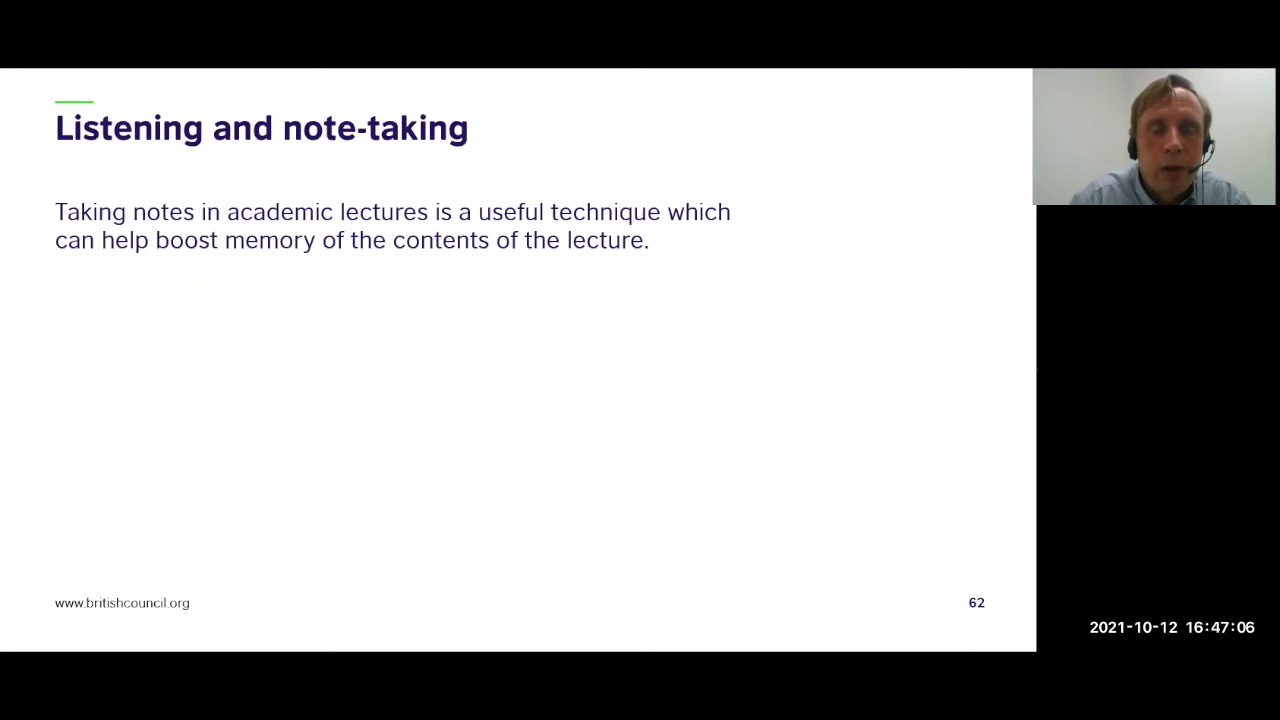 Listening and note-taking
Taking notes in academic lectures is a useful technique which
can help boost memory of the contents of the lecture.
www.britishcouncil.org
62
2021-10-12 16:47:06